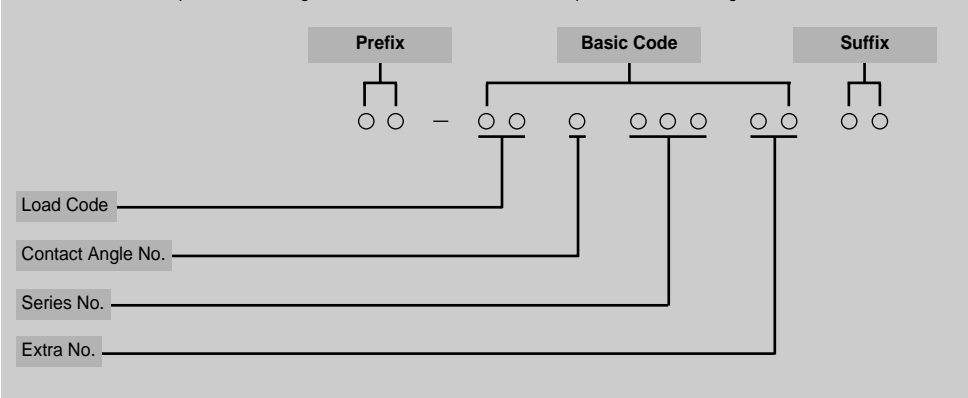 Prefix Basic Code Suffix
○ ○ – ○ ○ ○ ○ ○ ○ ○ ○ ○ ○
Load Code
Contact Angle No.
Series No.
Extra No.